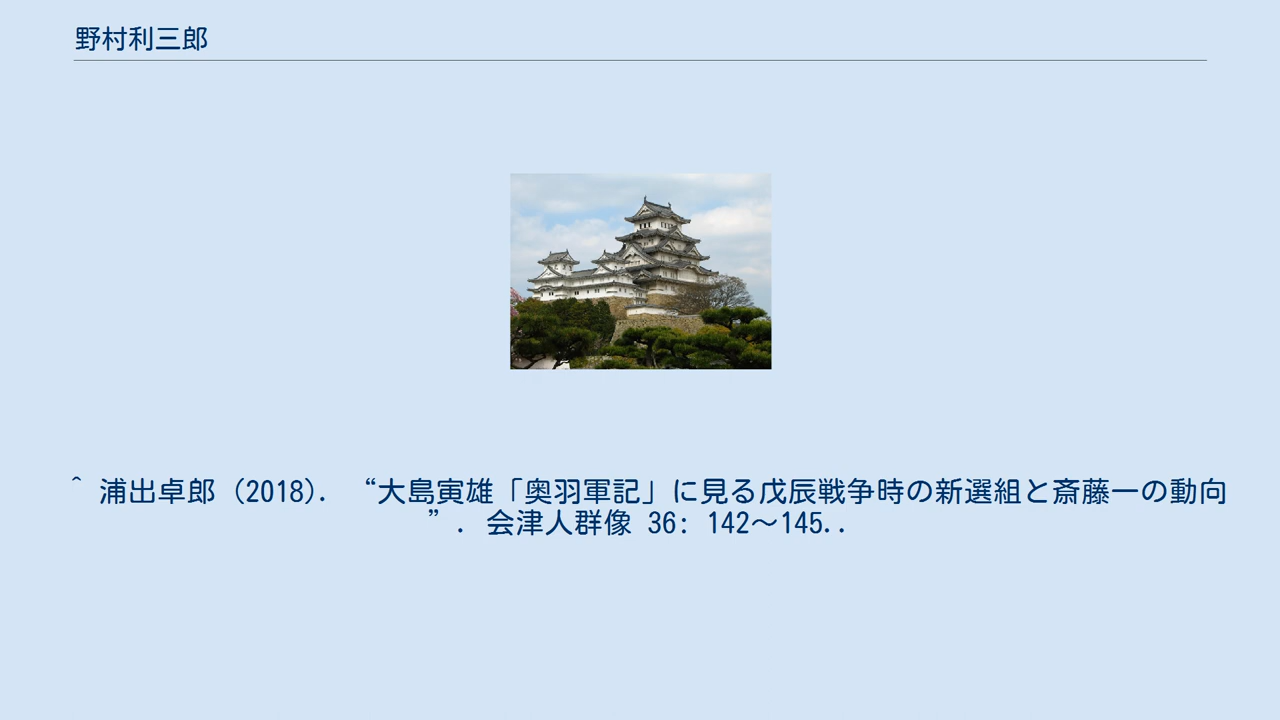 野村利三郎
^ 浦出卓郎 (2018). “大島寅雄「奥羽軍記」に見る戊辰戦争時の新選組と斎藤一の動向
”. 会津人群像 36: 142〜145..